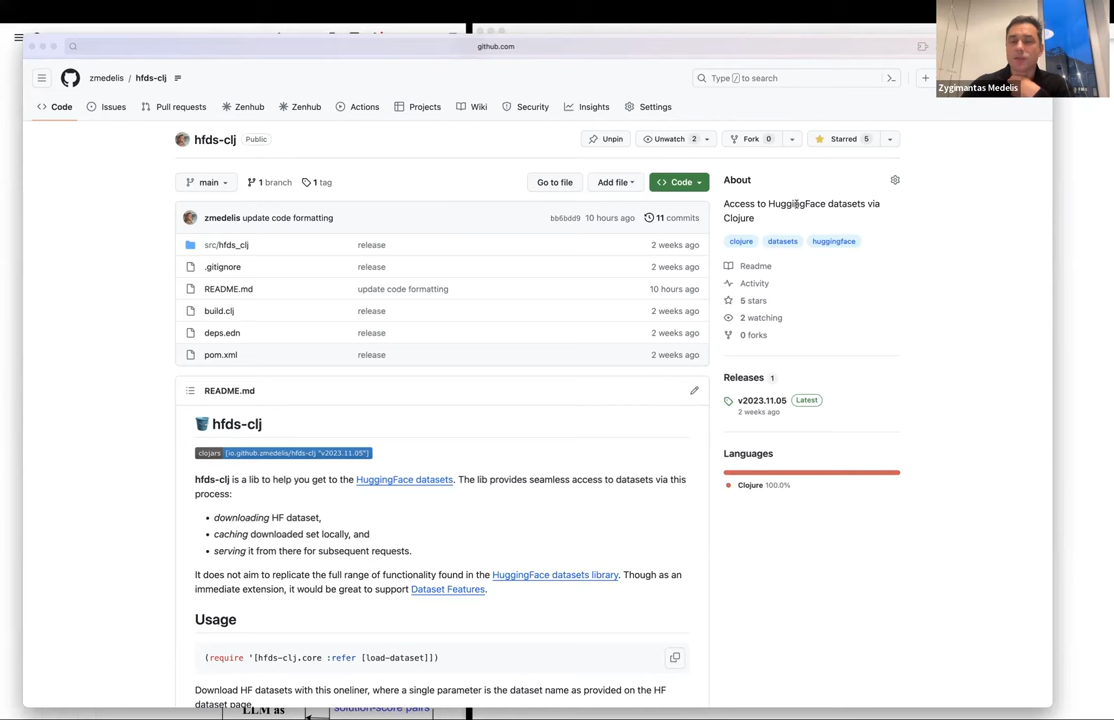 github.com
Zygimantas Medelis
zmedelis / hfds-clj
Type / to search
Code Issues Pull requests Zenhub Zenhub Actions Projects Wiki Security Insights Settings
hfds-clj Public
Unpin Unwatch 2 Fork 0 Starred 5
main 1 branch 1 tag Go to file Add file Code
zmedelis update code formatting bb6bdd9 10 hours ago 11 commits
src/hfds_clj release 2 weeks ago
.gitignore release 2 weeks ago
README.md update code formatting 10 hours ago
build.clj release 2 weeks ago
deps.edn release 2 weeks ago
pom.xml release 2 weeks ago
About
Access to HuggingFace datasets via
Clojure
clojure datasets huggingface
Readme
Activity
5 stars
2 watching
0 forks
Releases 1
v2023.11.05 Latest
2 weeks ago
Languages
Clojure 100.0%
README.md
hfds-clj
clojars [io.github.zmedelis/hfds-clj "v2023.11.05"]
hfds-clj is a lib to help you get to the HuggingFace datasets. The lib provides seamless access to datasets via this
process:
• downloading HF dataset,
• caching downloaded set locally, and
• serving it from there for subsequent requests.
It does not aim to replicate the full range of functionality found in the HuggingFace datasets library. Though as an
immediate extension, it would be great to support Dataset Features.
Usage
(require '[hfds-clj.core :refer [load-dataset]])
Download HF datasets with this oneliner, where a single parameter is the dataset name as provided on the HF
dataset page.
LLM as solution-score pairs